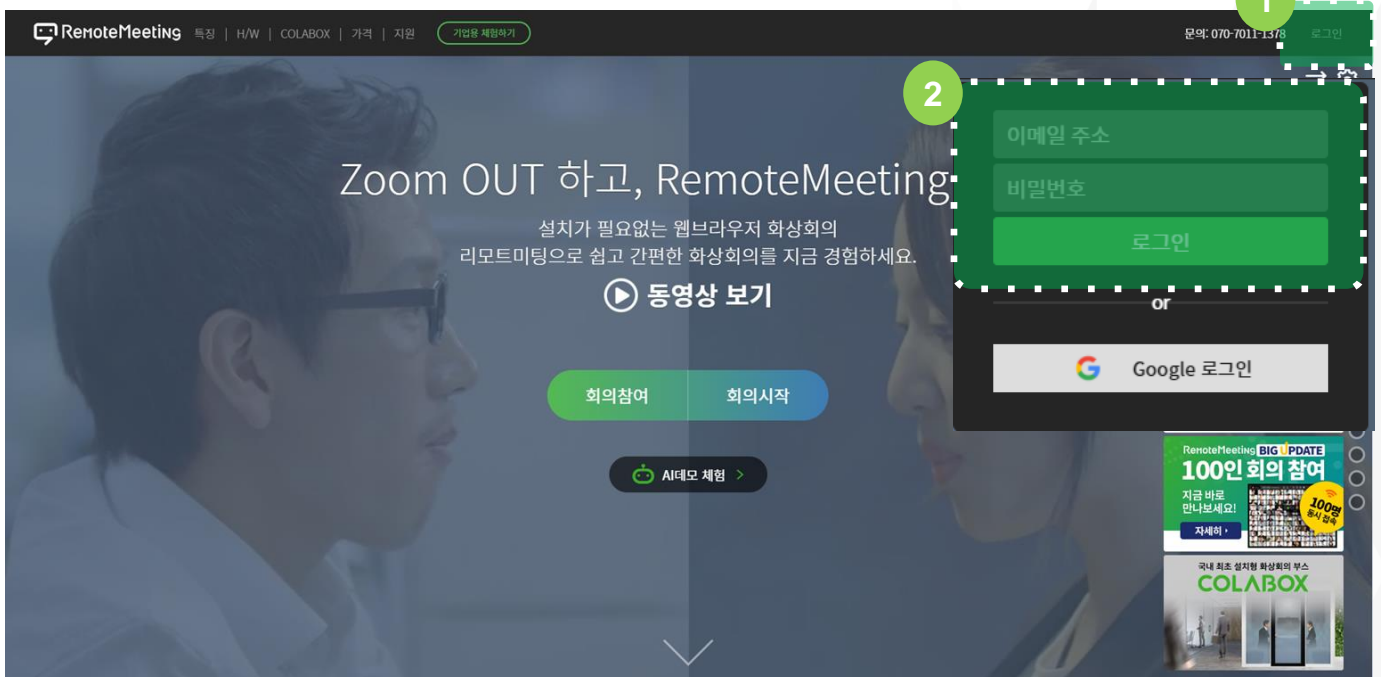 1
RemoteMeeting 특징 | H/W | COLABOX | 가격 | 지원 기업용 체험하기 문의: 070-7011-1378 로그인
2
이메일 주소
비밀번호
로그인
or
Google 로그인
Zoom OUT 하고, RemoteMeeting
설치가 필요없는 웹브라우저 화상회의
리모트미팅으로 쉽고 간편한 화상회의를 지금 경험하세요.
동영상 보기
회의참여 회의시작
AI데모 체험 >
RemoteMeeting BIG UPDATE
100인 회의 참여
지금 바로
만나보세요!
100명
동시 접속
자세히
국내 최초 설치형 화상회의 부스
COLABOX